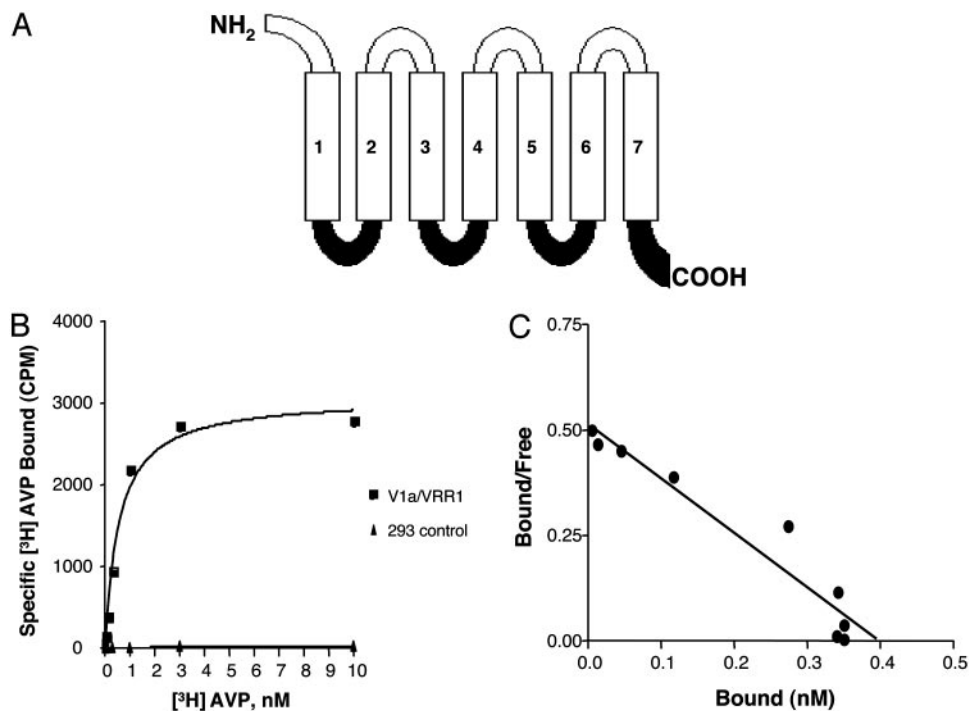 A
NH2
1 2 3 4 5 6 7
COOH
B
4000
3000
2000
1000
0
Specific [³H] AVP Bound (CPM)
0 1 2 3 4 5 6 7 8 9 10
[³H] AVP, nM
V1a/VRR1
293 control
C
0.75
0.50
0.25
0.00
Bound/Free
0.0 0.1 0.2 0.3 0.4 0.5
Bound (nM)